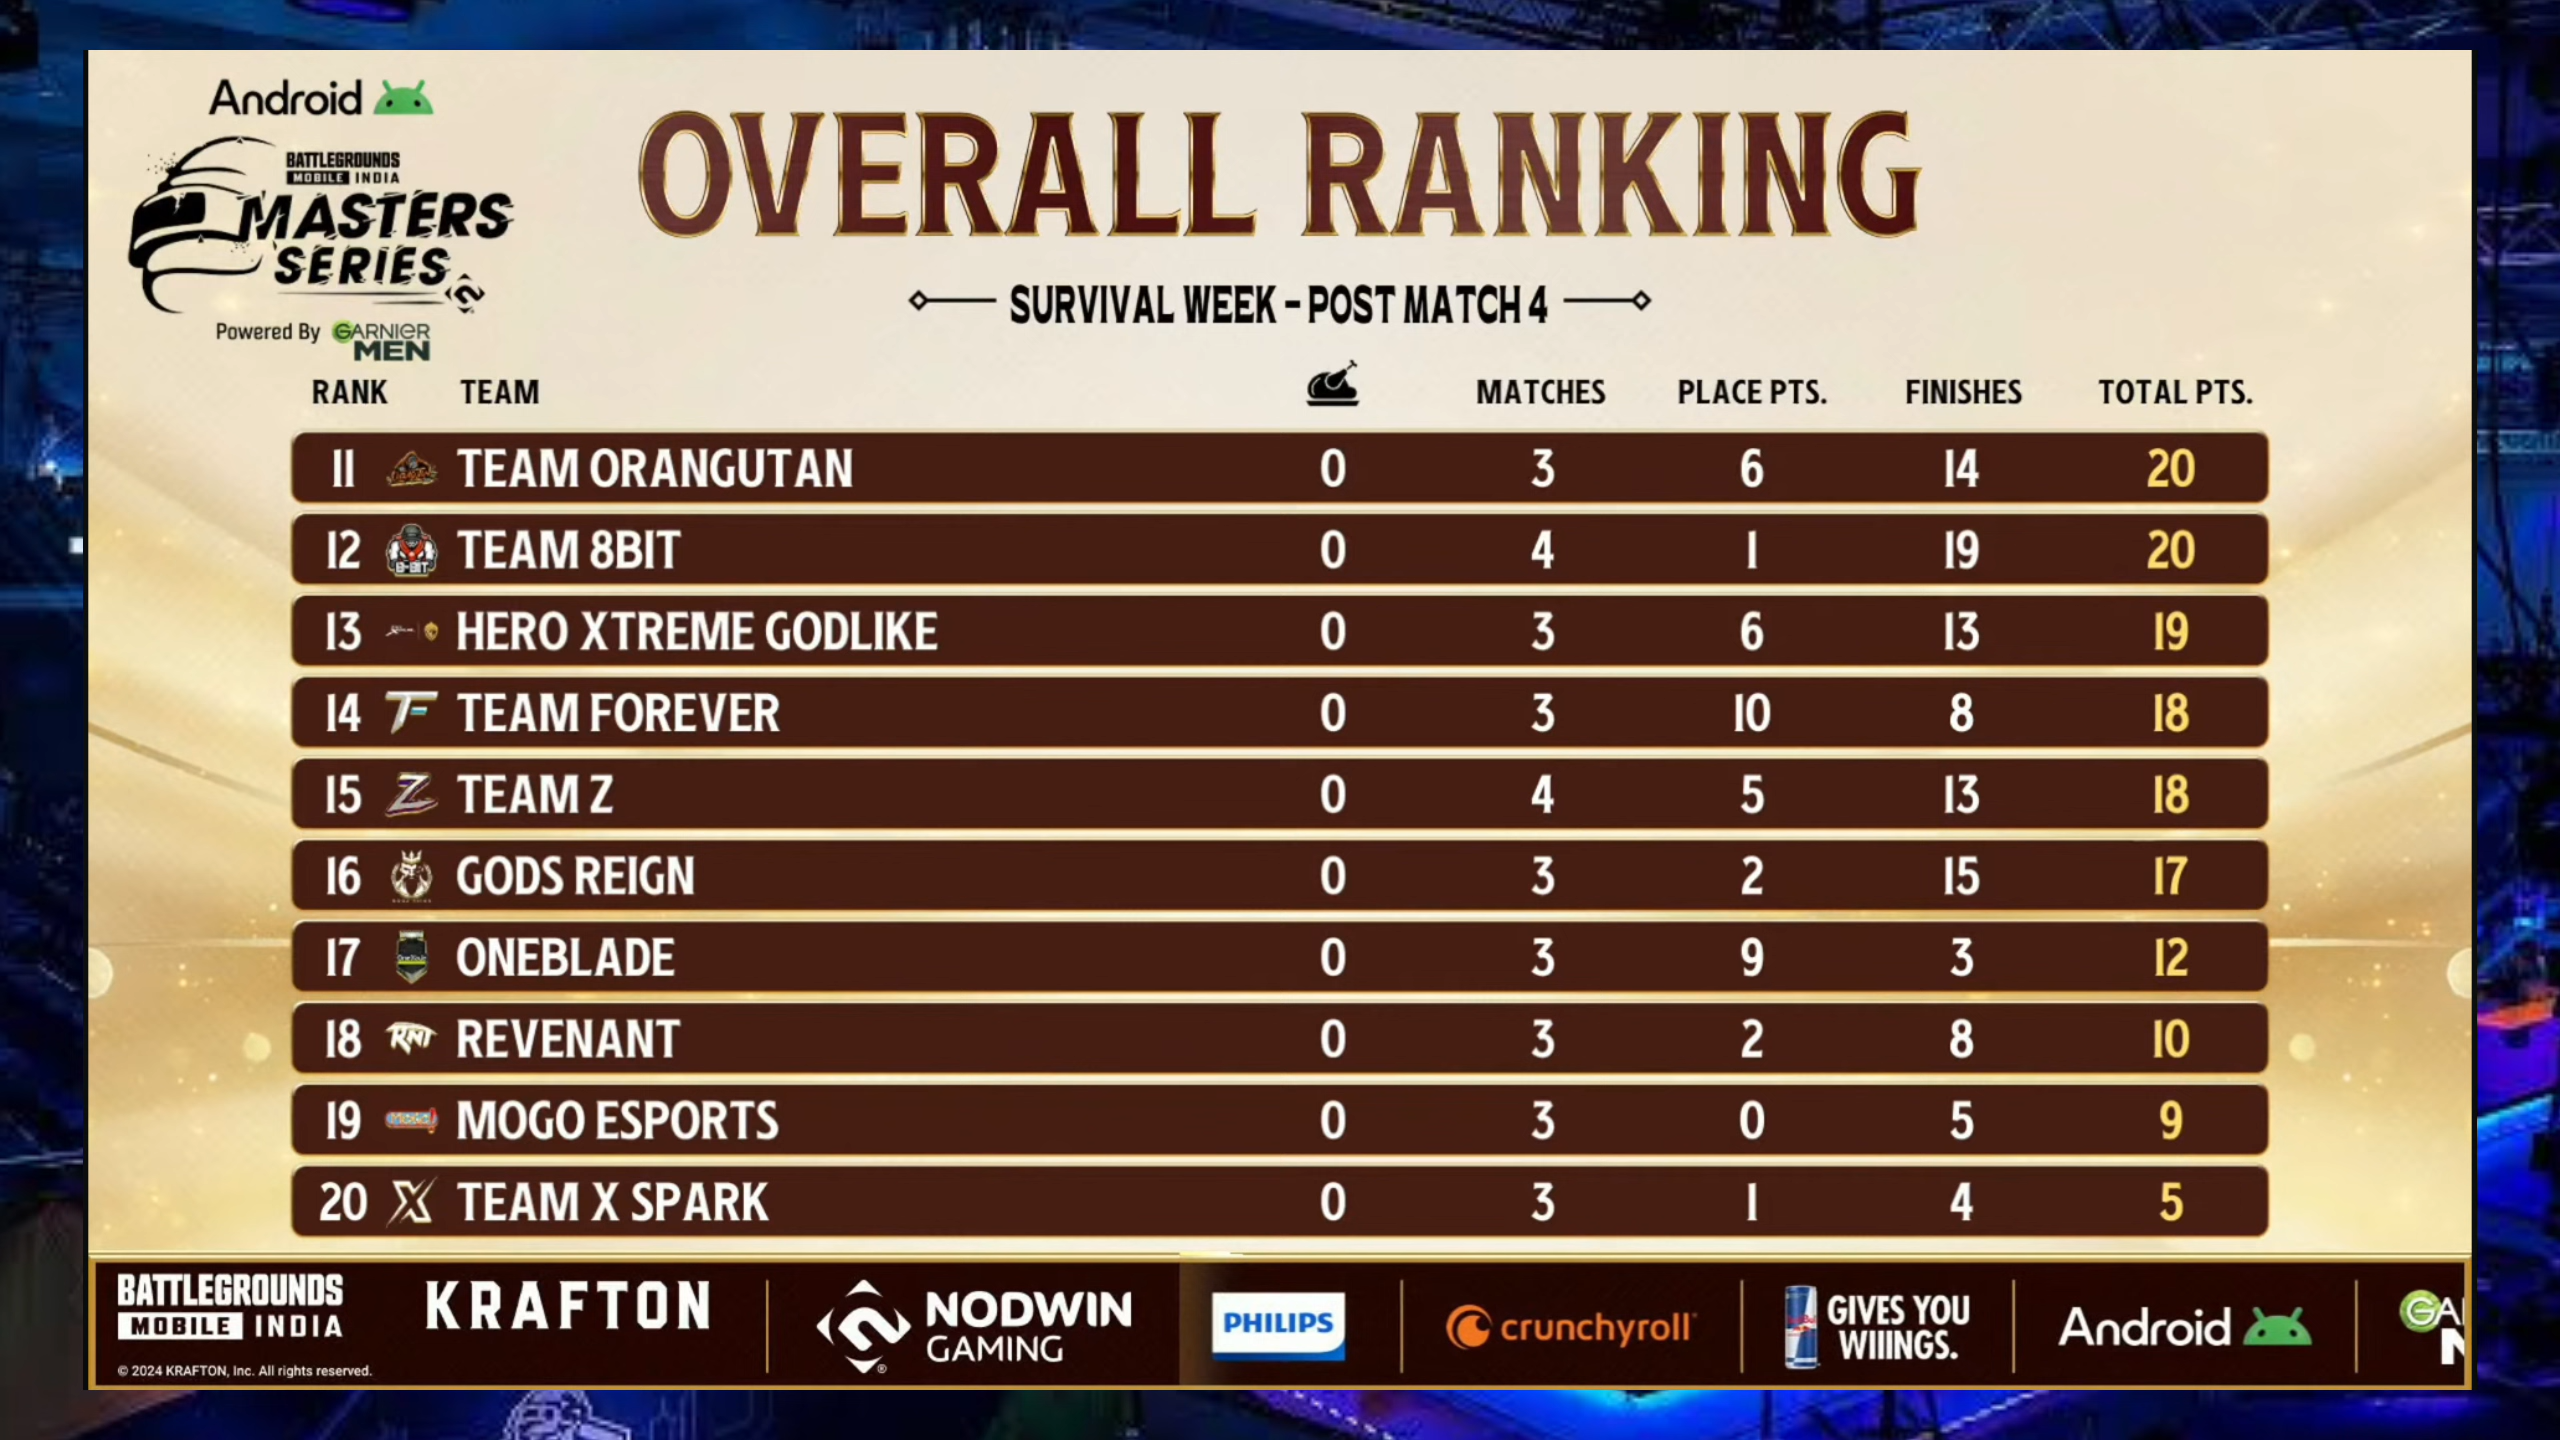 Android
BATTLEGROUNDS
MOBILE INDIA
MASTERS
SERIES
Powered By GARNIER
MEN
OVERALL RANKING
SURVIVAL WEEK - POST MATCH 4
RANK TEAM MATCHES PLACE PTS. FINISHES TOTAL PTS.
11 TEAM ORANGUTAN 0 3 6 14 20
12 TEAM 8BIT 0 4 1 19 20
13 HERO XTREME GODLIKE 0 3 6 13 19
14 TEAM FOREVER 0 3 10 8 18
15 TEAM Z 0 4 5 13 18
16 GODS REIGN 0 3 2 15 17
17 ONEBLADE 0 3 9 3 12
18 RNT REVENANT 0 3 2 8 10
19 MOGO ESPORTS 0 3 0 5 9
20 TEAM X SPARK 0 3 1 4 5
BATTLEGROUNDS
MOBILE INDIA
© 2024 KRAFTON, Inc. All rights reserved.
KRAFTON
NODWIN
GAMING
PHILIPS
crunchyroll
GIVES YOU
WIIINGS.
Android